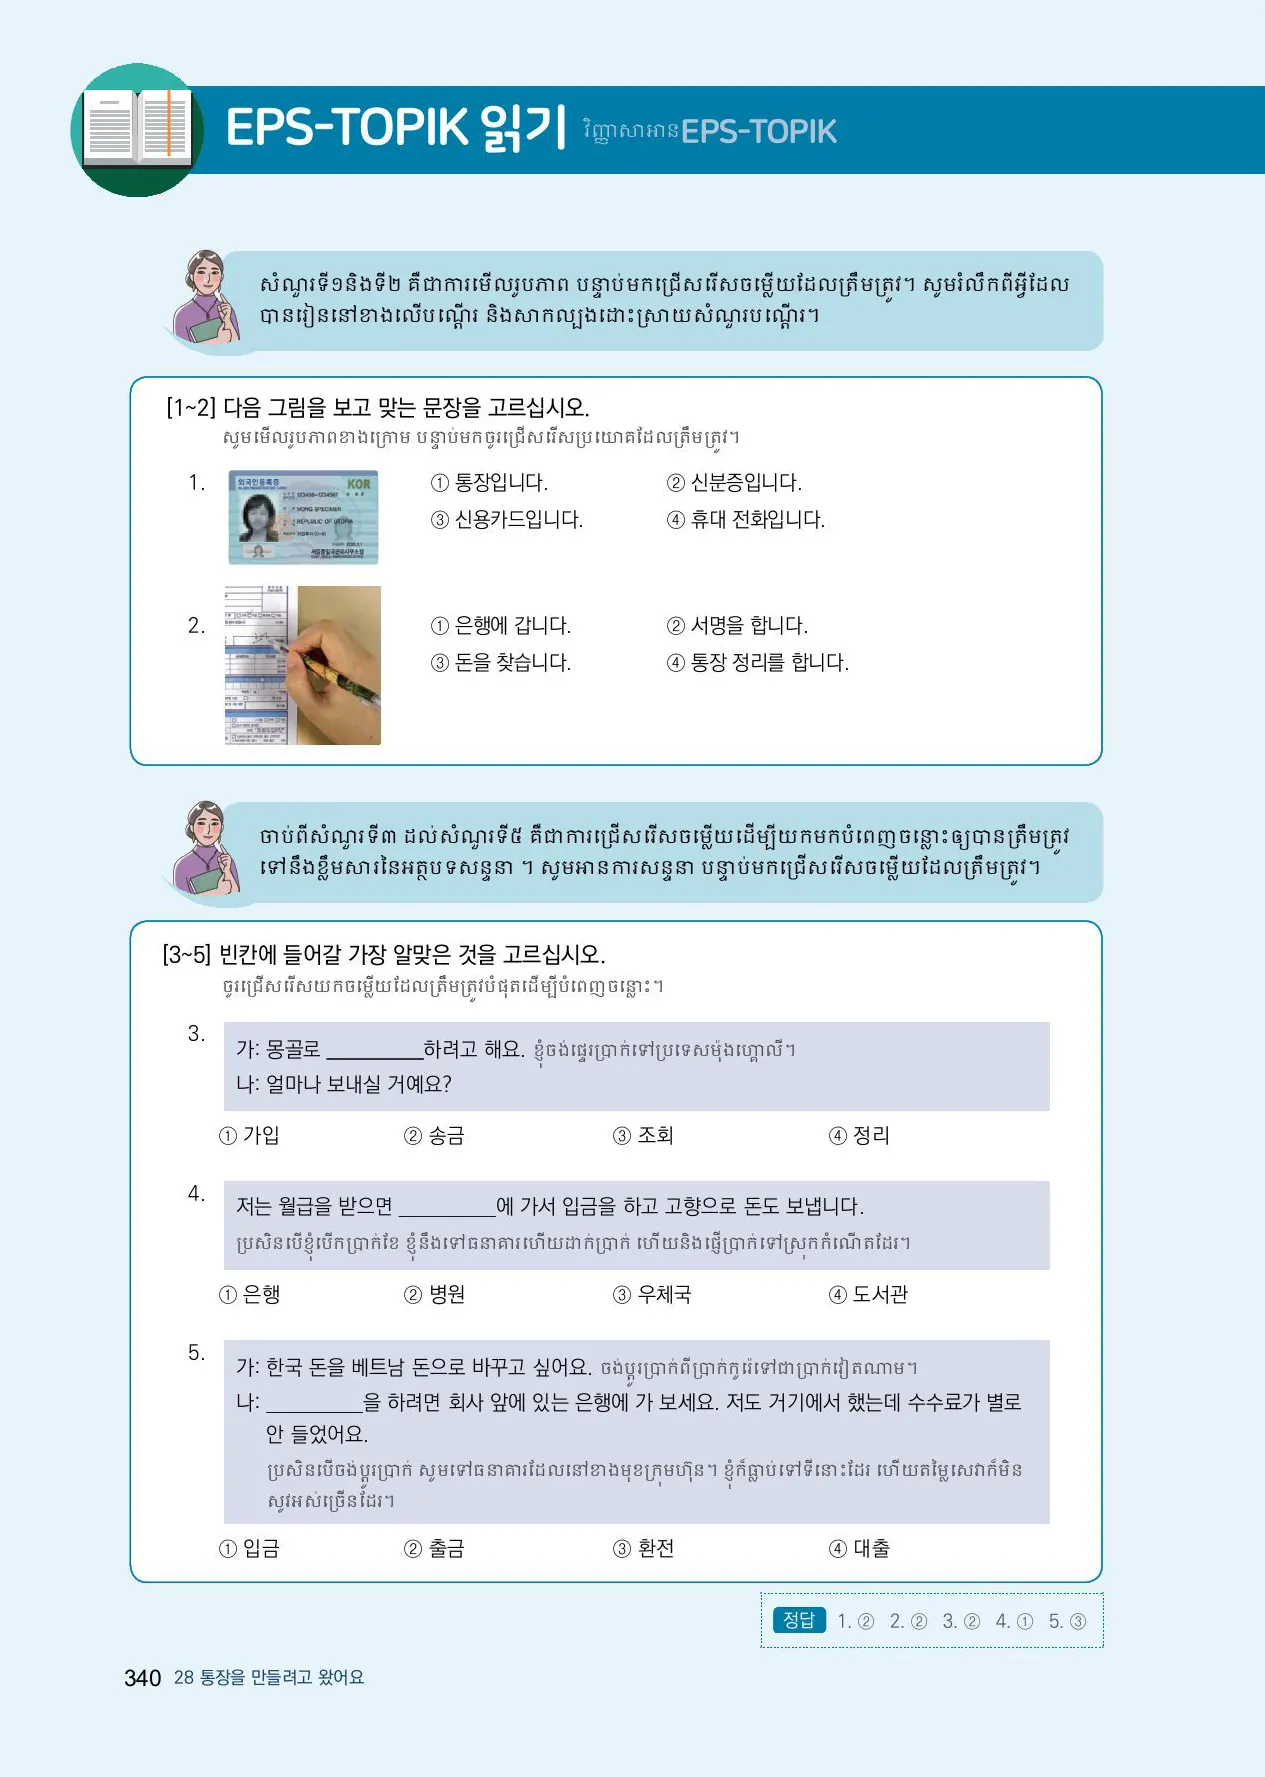 EPS-TOPIK 읽기 វិញ្ញាសាអានEPS-TOPIK
សំណួរទី១និងទី២ គឺជាការមើលរូបភាព បន្ទាប់មកជ្រើសរើសចម្លើយដែលត្រឹមត្រូវ។ សូមរំលឹកពីអ្វីដែល
បានរៀននៅខាងលើបណ្ដើរ និងសាកល្បងដោះស្រាយសំណួរបណ្ដើរ។
[1~2] 다음 그림을 보고 맞는 문장을 고르십시오.
សូមមើលរូបភាពខាងក្រោម បន្ទាប់មកចូរជ្រើសរើសប្រយោគដែលត្រឹមត្រូវ។
1.
외국인등록증
KOR
123456-1234567
HONG SPECIMEN
REPUBLIC OF UTOPIA
서울출입국관리사무소장
① 통장입니다. ② 신분증입니다.
③ 신용카드입니다. ④ 휴대 전화입니다.
2. ① 은행에 갑니다. ② 서명을 합니다.
③ 돈을 찾습니다. ④ 통장 정리를 합니다.
ចាប់ពីសំណួរទី៣ ដល់សំណួរទី៥ គឺជាការជ្រើសរើសចម្លើយដើម្បីយកមកបំពេញចន្លោះឲ្យបានត្រឹមត្រូវ
ទៅនឹងខ្លឹមសារនៃអត្ថបទសន្ទនា ។ សូមអានការសន្ទនា បន្ទាប់មកជ្រើសរើសចម្លើយដែលត្រឹមត្រូវ។
[3~5] 빈칸에 들어갈 가장 알맞은 것을 고르십시오.
ចូរជ្រើសរើសយកចម្លើយដែលត្រឹមត្រូវបំផុតដើម្បីបំពេញចន្លោះ។
3. 가: 몽골로 __________하려고 해요. ខ្ញុំចង់ផ្ទេរប្រាក់ទៅប្រទេសម៉ុងហ្គោលី។
나: 얼마나 보내실 거예요?
① 가입 ② 송금 ③ 조회 ④ 정리
4. 저는 월급을 받으면 __________에 가서 입금을 하고 고향으로 돈도 보냅니다.
ប្រសិនបើខ្ញុំបើកប្រាក់ខែ ខ្ញុំនឹងទៅធនាគារហើយដាក់ប្រាក់ ហើយនិងផ្ញើប្រាក់ទៅស្រុកកំណើតដែរ។
① 은행 ② 병원 ③ 우체국 ④ 도서관
5. 가: 한국 돈을 베트남 돈으로 바꾸고 싶어요. ចង់ប្ដូរប្រាក់ពីប្រាក់កូរ៉េទៅជាប្រាក់វៀតណាម។
나: __________을 하려면 회사 앞에 있는 은행에 가 보세요. 저도 거기에서 했는데 수수료가 별로
안 들었어요.
ប្រសិនបើចង់ប្ដូរប្រាក់ សូមទៅធនាគារដែលនៅខាងមុខក្រុមហ៊ុន។ ខ្ញុំក៏ធ្លាប់ទៅទីនោះដែរ ហើយតម្លៃសេវាក៏មិន
សូវអស់ច្រើនដែរ។
① 입금 ② 출금 ③ 환전 ④ 대출
정답 1. ② 2. ② 3. ② 4. ① 5. ③
340 28 통장을 만들려고 왔어요